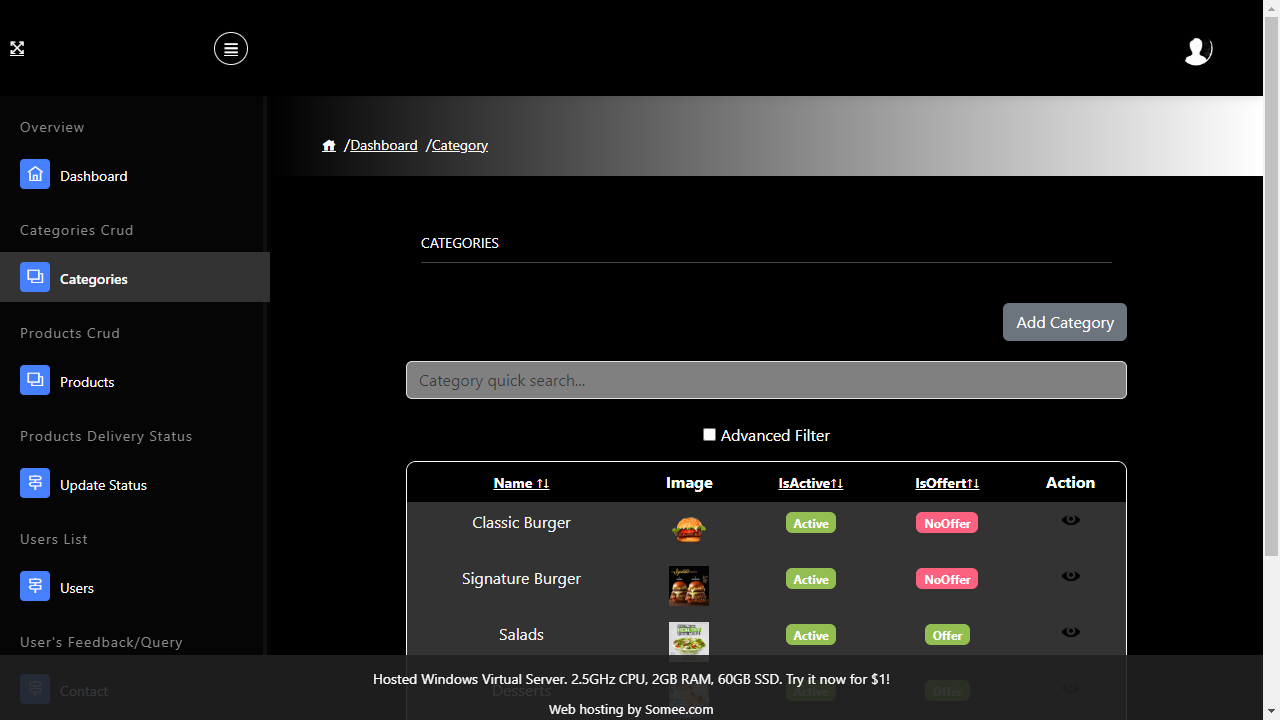 /Dashboard /Category
Overview
Dashboard
Categories Crud
Categories
Products Crud
Products
Products Delivery Status
Update Status
Users List
Users
User's Feedback/Query
Contact
CATEGORIES
Add Category
Category quick search...
Advanced Filter
Name ↑↓ Image IsActive↑↓ IsOffert↑↓ Action
Classic Burger Active NoOffer
Signature Burger Active NoOffer
Salads Active Offer
Desserts Active Offer
Hosted Windows Virtual Server. 2.5GHz CPU, 2GB RAM, 60GB SSD. Try it now for $1!
Web hosting by Somee.com